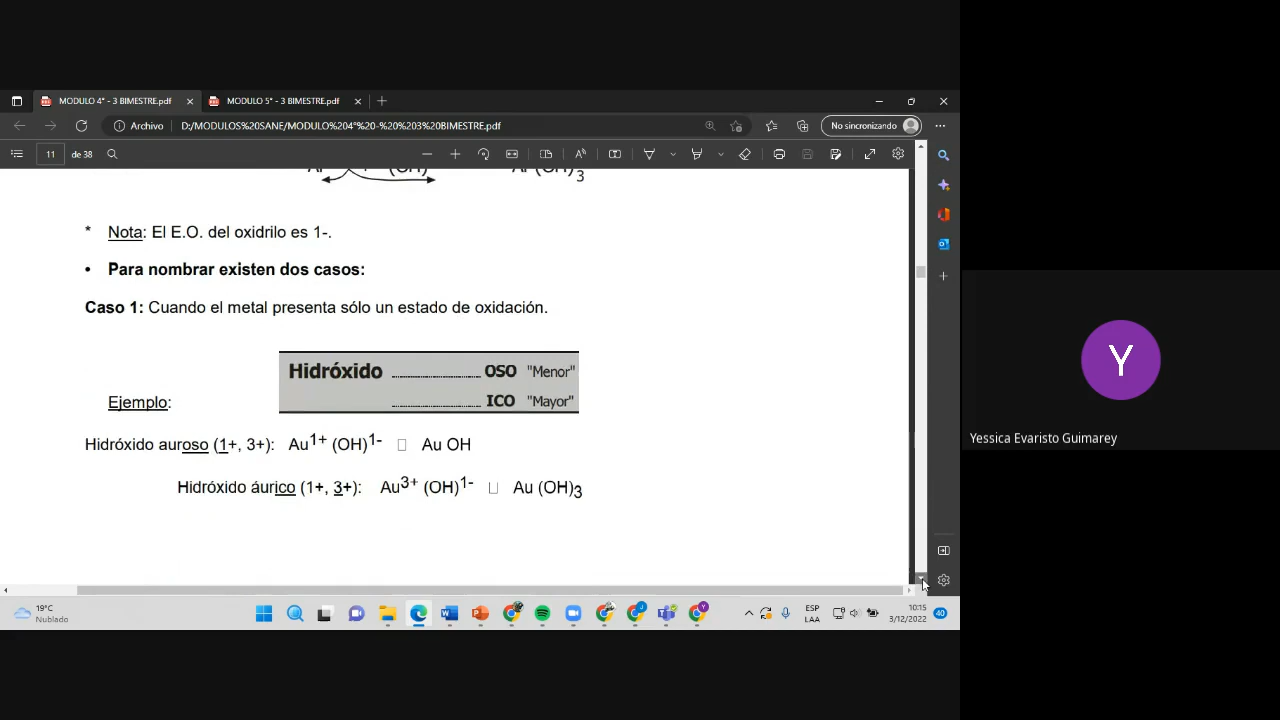 MODULO 4° - 3 BIMESTRE.pdf
MODULO 5° - 3 BIMESTRE.pdf
Archivo
D:/MODULOS%20SANE/MODULO%204°%20-%20%203%20BIMESTRE.pdf
No sincronizando
11 de 38
3
* Nota: El E.O. del oxidrilo es 1-.
• Para nombrar existen dos casos:
Caso 1: Cuando el metal presenta sólo un estado de oxidación.
Hidróxido ........................ OSO "Menor"
........................ ICO "Mayor"
Ejemplo:
Hidróxido auroso (1+, 3+): Au1+ (OH)1- □ Au OH
Hidróxido áurico (1+, 3+): Au3+ (OH)1- □ Au (OH)3
Yessica Evaristo Guimarey
Y
19°C
Nublado
ESP
LAA
10:15
3/12/2022
40